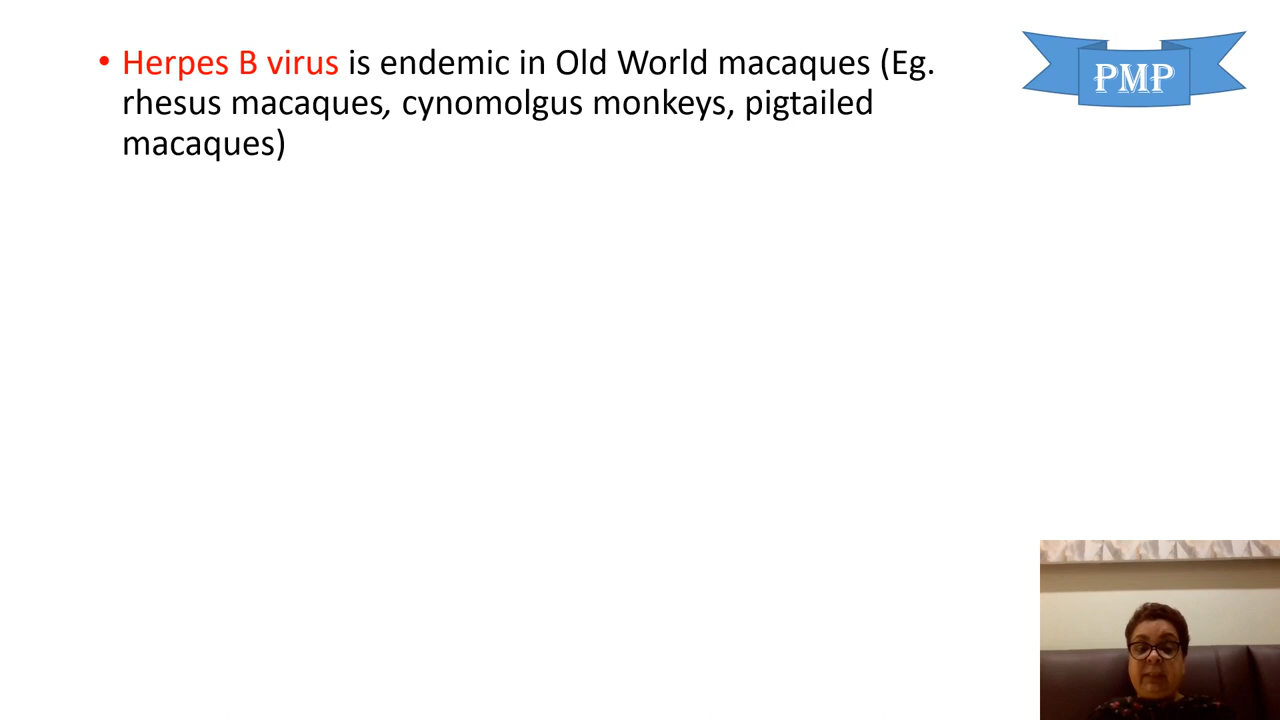 • Herpes B virus is endemic in Old World macaques (Eg.
rhesus macaques, cynomolgus monkeys, pigtailed
macaques)
PMP